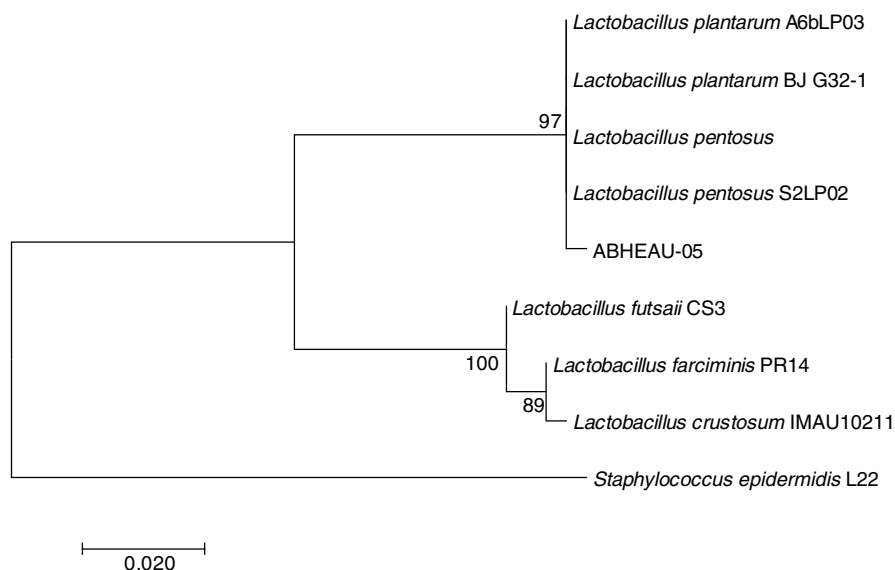 Lactobacillus plantarum A6bLP03
Lactobacillus plantarum BJ G32-1
97
Lactobacillus pentosus
Lactobacillus pentosus S2LP02
ABHEAU-05
Lactobacillus futsaii CS3
100
Lactobacillus farciminis PR14
89
Lactobacillus crustosum IMAU10211
Staphylococcus epidermidis L22
0.020